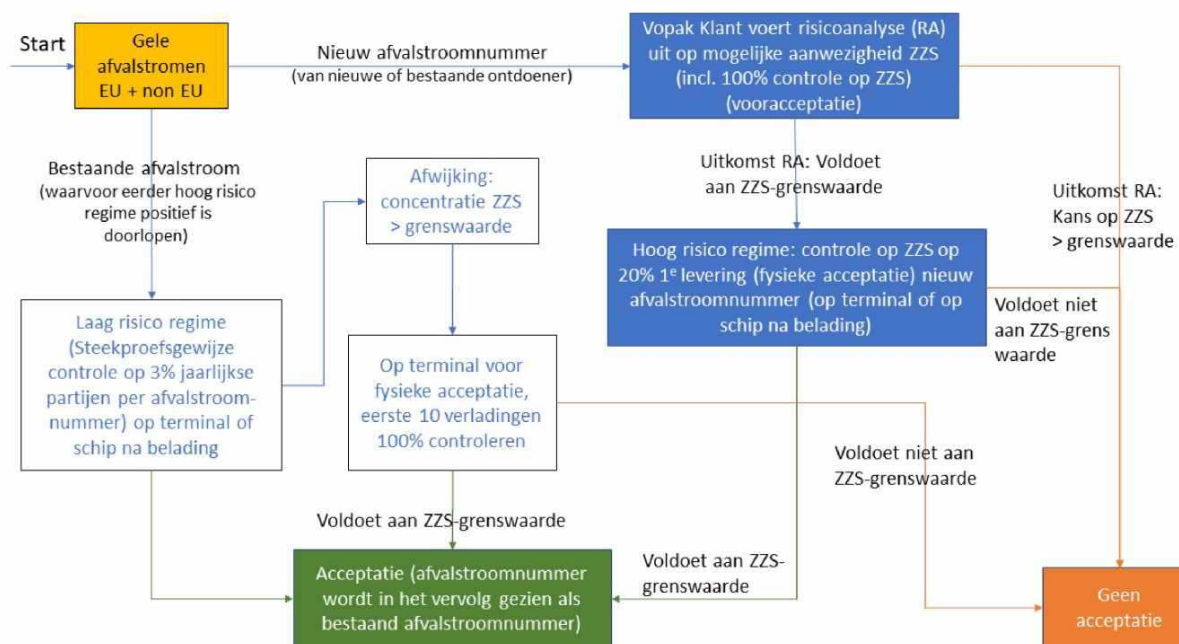 Start
Gele
afvalstromen
EU + non EU
Nieuw afvalstroomnummer
(van nieuwe of bestaande ontdoener)
Vopak Klant voert risicoanalyse (RA)
uit op mogelijke aanwezigheid ZZS
(incl. 100% controle op ZZS)
(vooracceptatie)
Bestaande afvalstroom
(waarvoor eerder hoog risico
regime positief is
doorlopen)
Afwijking:
concentratie ZZS
> grenswaarde
Uitkomst RA: Voldoet
aan ZZS-grenswaarde
Uitkomst RA:
Kans op ZZS
> grenswaarde
Hoog risico regime: controle op ZZS op
20% 1e levering (fysieke acceptatie) nieuw
afvalstroomnummer (op terminal of op
schip na belading)
Voldoet niet
aan ZZS-grens
waarde
Laag risico regime
(Steekproefsgewijze
controle op 3% jaarlijkse
partijen per afvalstroom-
nummer) op terminal of
schip na belading
Op terminal voor
fysieke acceptatie,
eerste 10 verladingen
100% controleren
Voldoet niet aan
ZZS-grenswaarde
Voldoet aan ZZS-grenswaarde
Voldoet aan ZZS-
grenswaarde
Acceptatie (afvalstroomnummer
wordt in het vervolg gezien als
bestaand afvalstroomnummer)
Geen
acceptatie